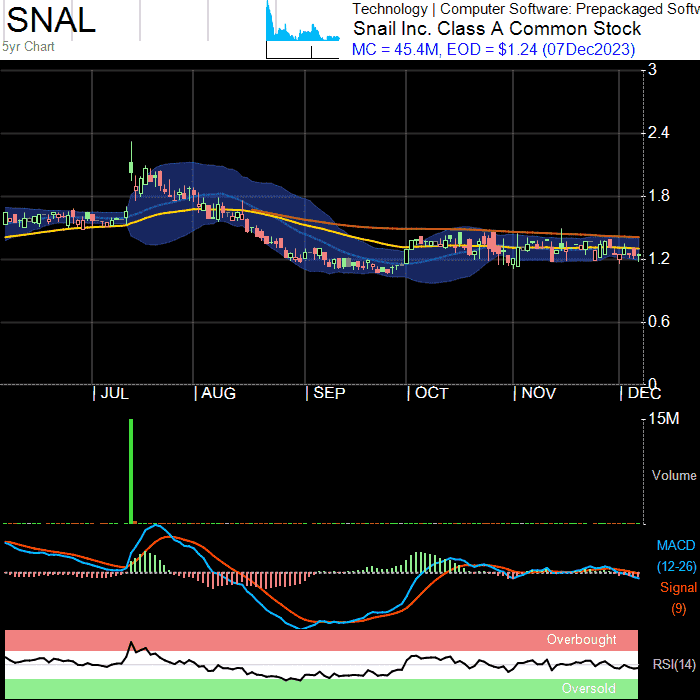 SNAL
5yr Chart
Technology | Computer Software: Prepackaged Softw
Snail Inc. Class A Common Stock
MC = 45.4M, EOD = $1.24 (07Dec2023)
3
2.4
1.8
1.2
0.6
0
JUL
AUG
SEP
OCT
NOV
DEC
15M
Volume
MACD
(12-26)
Signal
(9)
Overbought
RSI(14)
Oversold